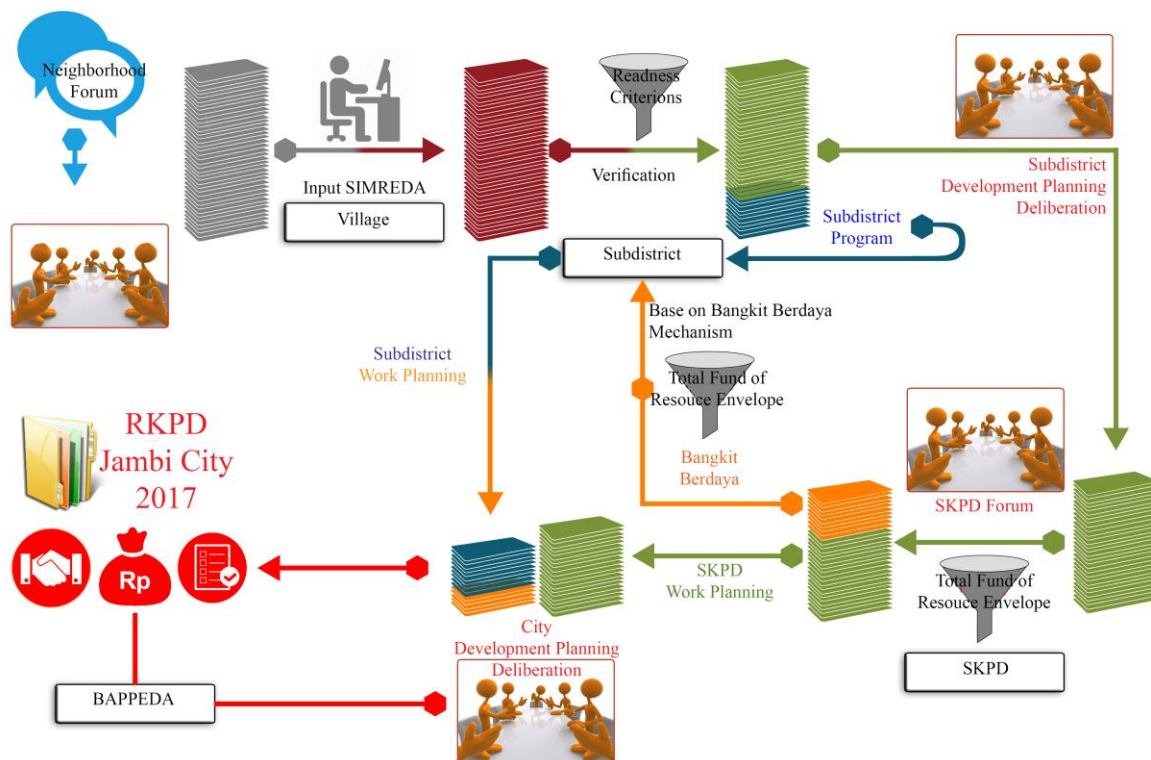 Neighborhood
Forum
Input SIMREDA
Village
Readness
Criterions
Verification
Subdistrict
Development Planning
Deliberation
Subdistrict
Program
Subdistrict
Base on Bangkit Berdaya
Mechanism
Subdistrict
Work Planning
Total Fund of
Resouce Envelope
Bangkit
Berdaya
RKPD
Jambi City
2017
Rp
SKPD Forum
SKPD
Work Planning
Total Fund of
Resouce Envelope
SKPD
City
Development Planning
Deliberation
BAPPEDA